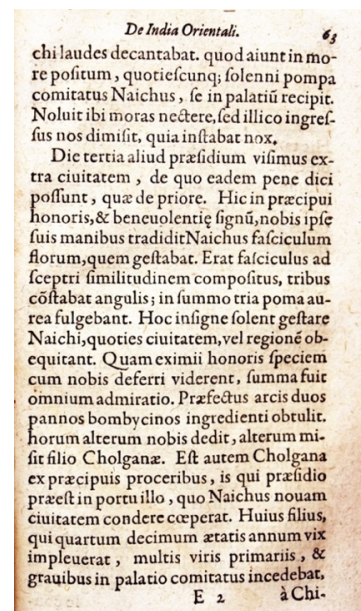 De India Orientali. 63
chi laudes decantabat. quod aiunt in mo-
re positum, quotiescunq; solenni pompa
comitatus Naichus, se in palatiū recipit.
Noluit ibi moras nectere, sed illico ingres-
sus nos dimisit, quia instabat nox.
Die tertia aliud præsidium visimus ex-
tra ciuitatem, de quo eadem pene dici
possunt, quæ de priore. Hic in præcipui
honoris, & beneuolentię signū, nobis ipse
suis manibus tradidit Naichus fasciculum
florum, quem gestabat. Erat fasciculus ad
sceptri similitudinem compositus, tribus
cōstabat angulis; in summo tria poma au-
rea fulgebant. Hoc insigne solent gestare
Naichi, quoties ciuitatem, vel regionē ob-
equitant. Quam eximii honoris speciem
cum nobis deferri viderent, summa fuit
omnium admiratio. Præfectus arcis duos
pannos bombycinos ingredienti obtulit.
horum alterum nobis dedit, alterum mi-
sit filio Cholganæ. Est autem Cholgana
ex præcipuis proceribus, is qui præsidio
præest in portu illo, quo Naichus nouam
ciuitatem condere cœperat. Huius filius,
qui quartum decimum ætatis annum vix
impleuerat, multis viris primariis, &
grauibus in palatio comitatus incedebat,
E 2 à Chi-